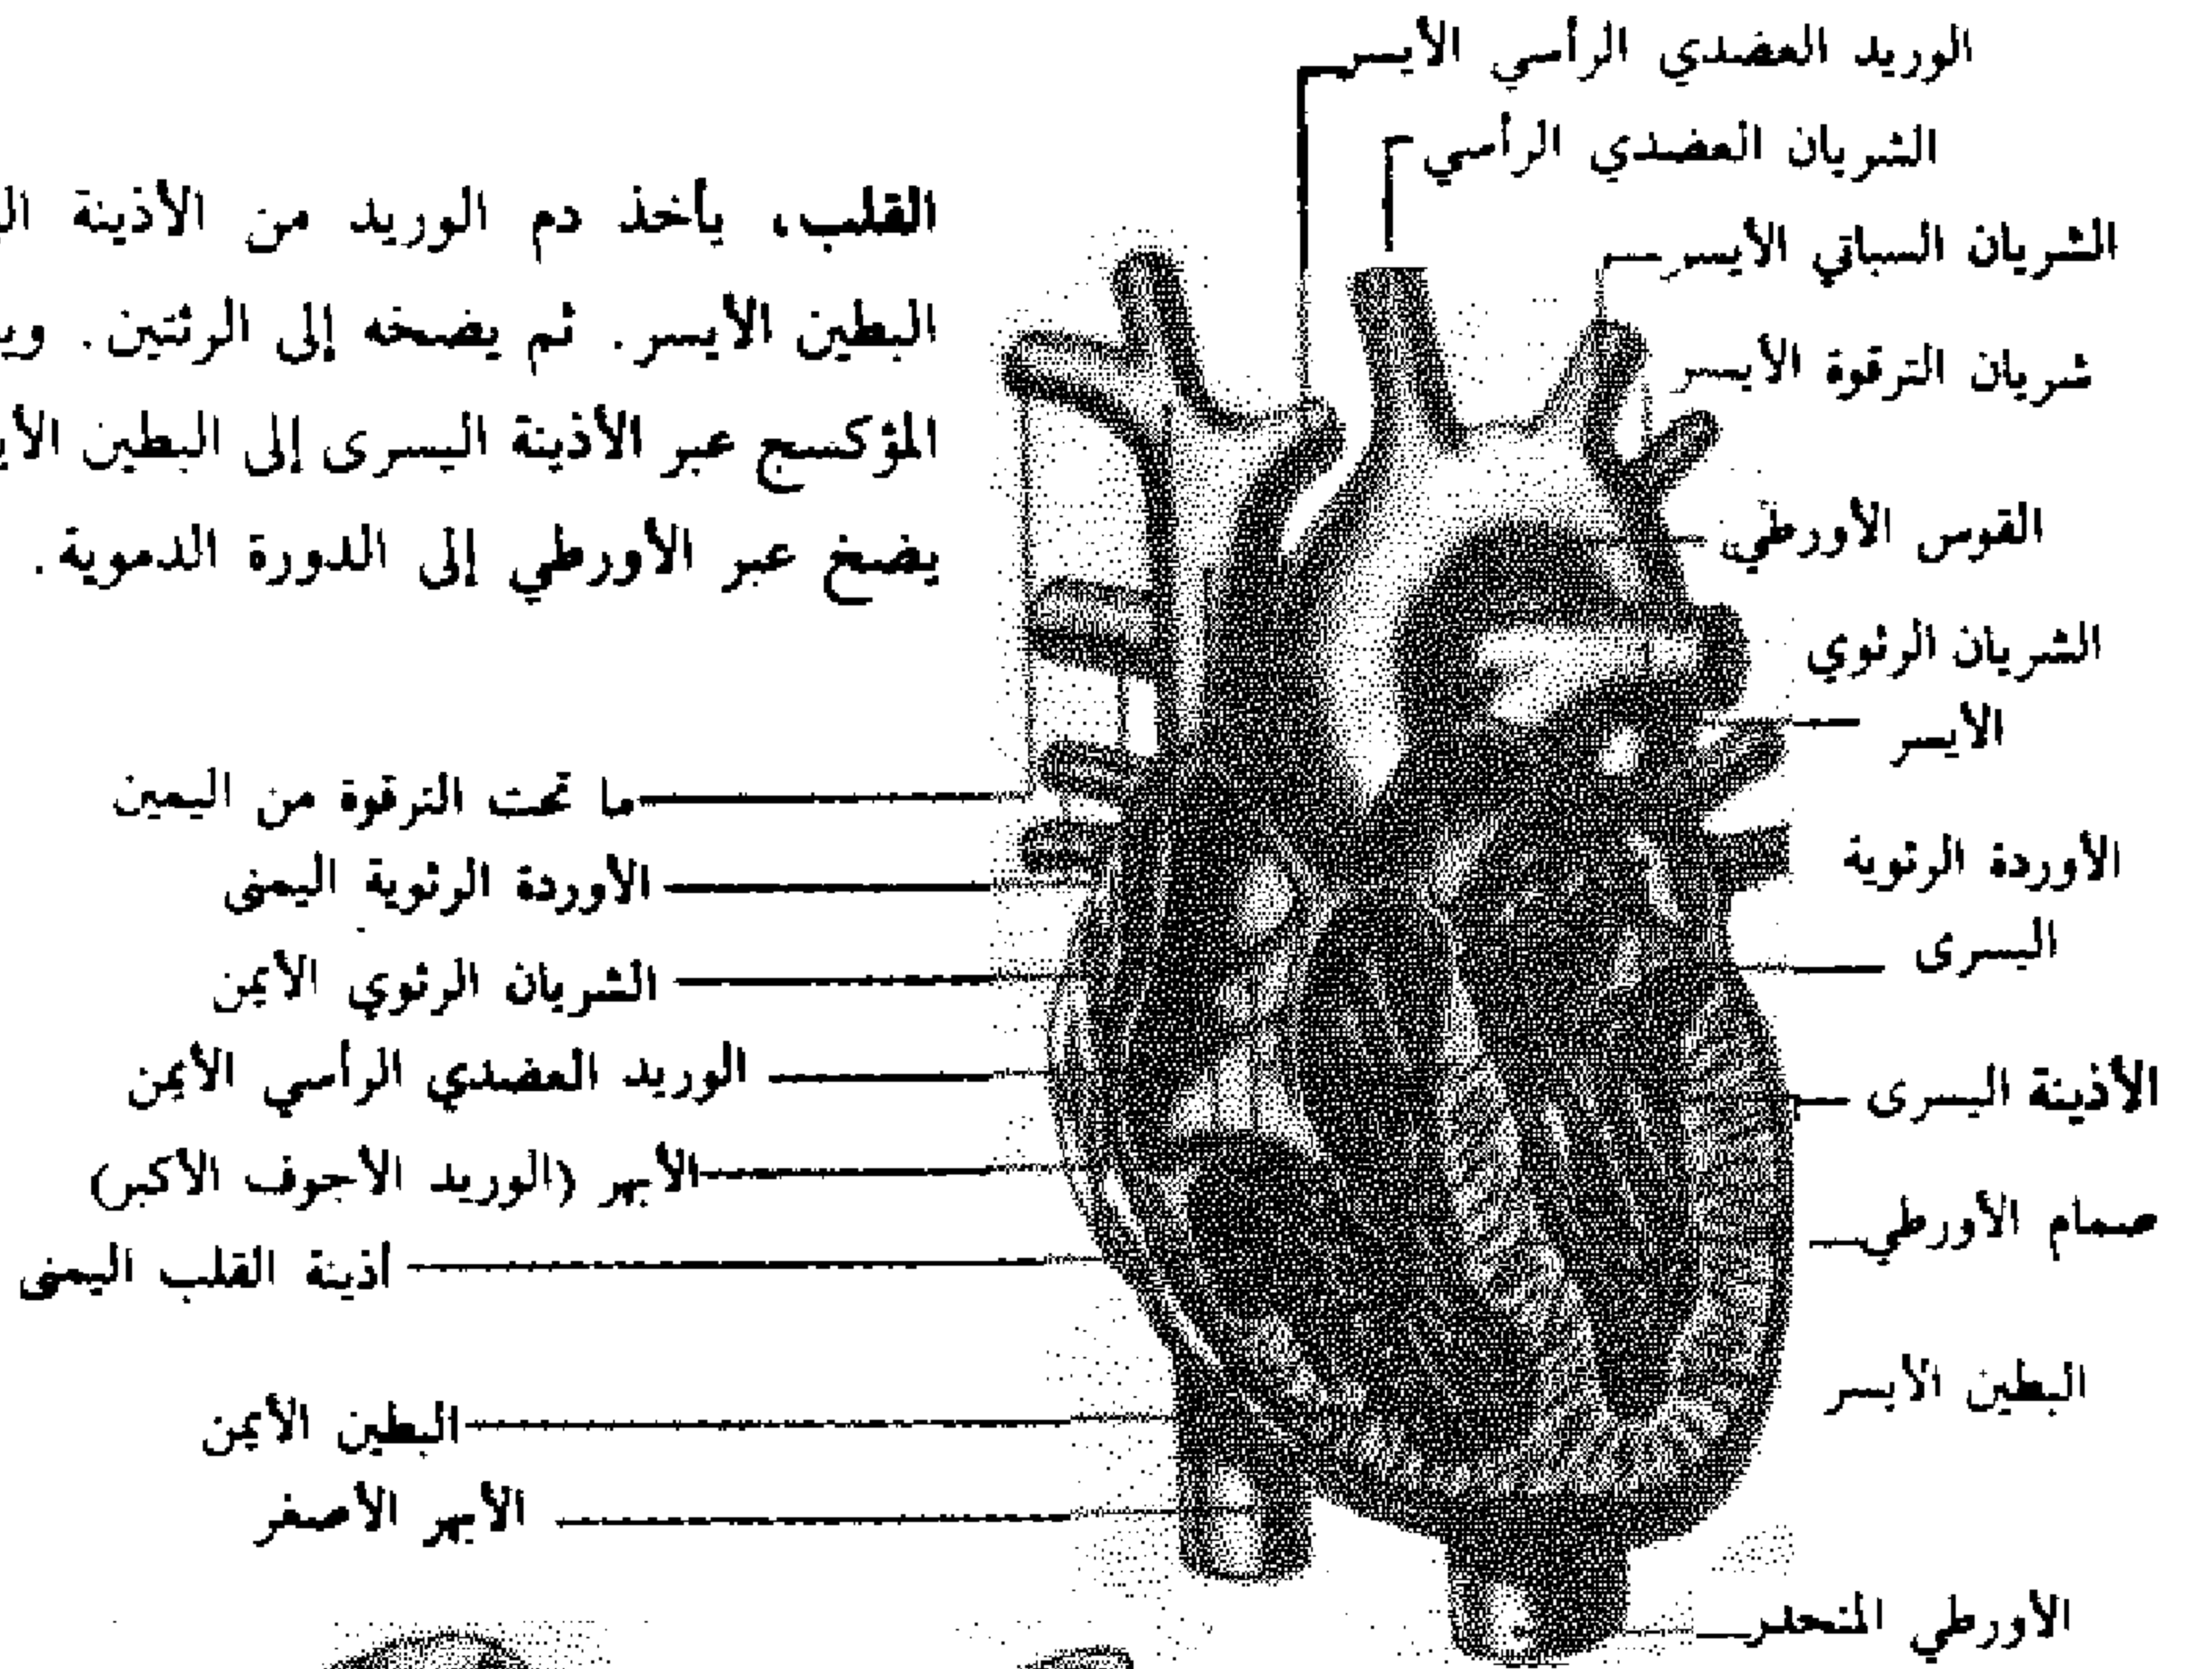 الوريد العضدي الرأسي الأيسر
الشريان العضدي الرأسي
الشريان السباتي الأيسر
شريان الترقوة الأيسر
القوس الأورطي
الشريان الرئوي
الأيسر
الأوردة الرئوية
اليسرى
الأذينة اليسرى
صمام الأورطي
البطين الأيسر
الأورطي المنحدر
القلب، يأخذ دم الوريد من الأذينة
البطين الأيسر. ثم يضخه إلى الرئتين.
المؤكسج عبر الأذينة اليسرى إلى البطين
يضخ عبر الأورطي إلى الدورة الدموية.
ما تحت الترقوة من اليمين
الأوردة الرئوية اليمنى
الشريان الرئوي الأيمن
الوريد العضدي الرأسي الأيمن
الأبهر (الوريد الأجوف الأكبر)
أذينة القلب اليمنى
البطين الأيمن
الأبهر الأصغر